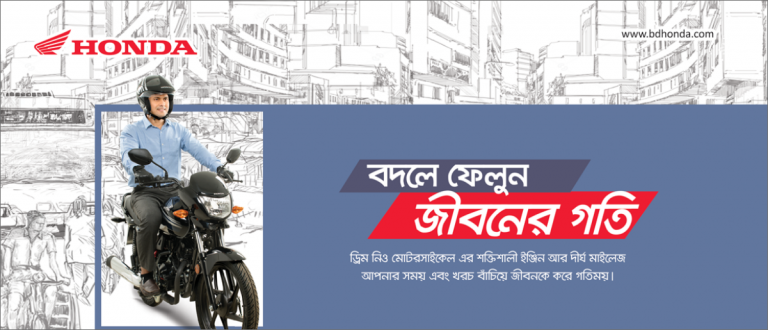 HONDA
www.bdhonda.com
বদলে ফেলুন
জীবনের গতি
ড্রিম নিও মোটরসাইকেল এর শক্তিশালী ইঞ্জিন আর দীর্ঘ মাইলেজ
আপনার সময় এবং খরচ বাঁচিয়ে জীবনকে করে গতিময়।